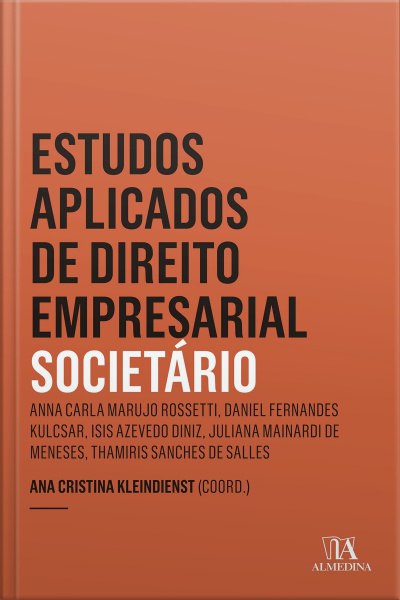 ESTUDOS
APLICADOS
DE DIREITO
EMPRESARIAL
SOCIETÁRIO
ANNA CARLA MARUJO ROSSETTI, DANIEL FERNANDES
KULCSAR, ISIS AZEVEDO DINIZ, JULIANA MAINARDI DE
MENESES, THAMIRIS SANCHES DE SALLES
ANA CRISTINA KLEINDIENST (COORD.)
ALMEDINA